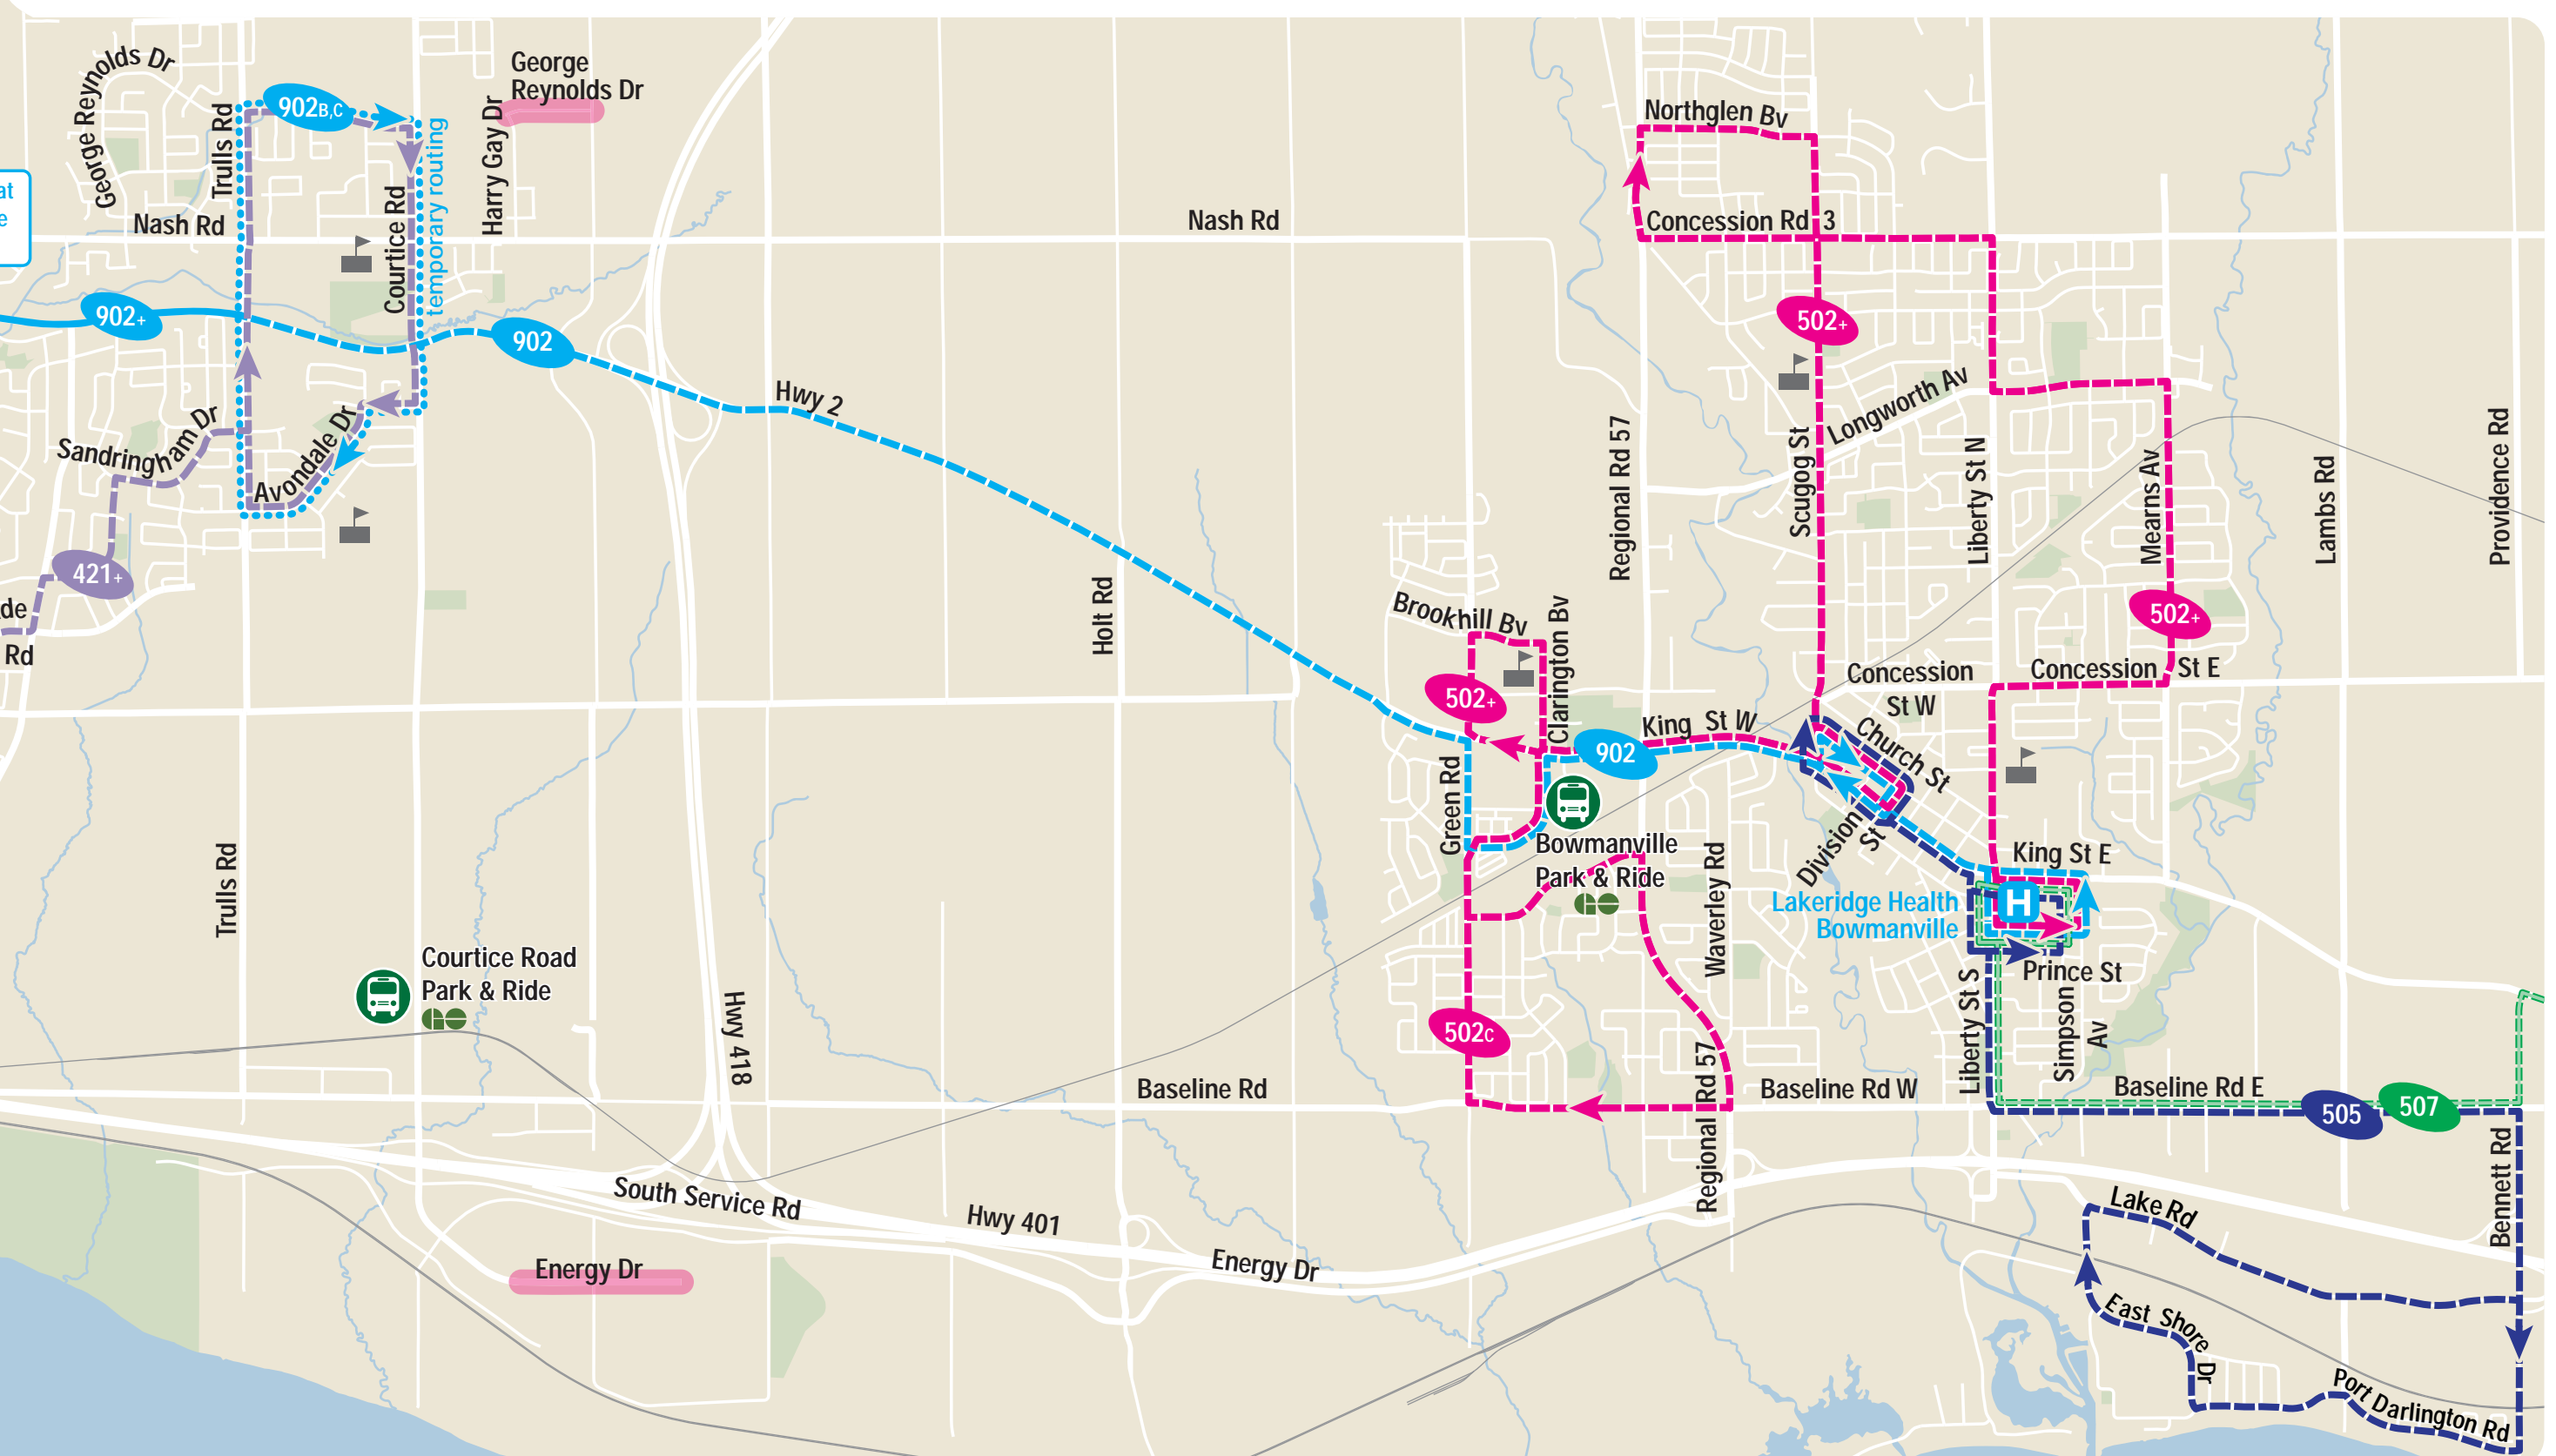 George Reynolds Dr
Trulls Rd
902B,C
temporary routing
Courtice Rd
Harry Gay Dr
George
Reynolds Dr
at
e
Nash Rd
Nash Rd
Northglen Bv
Concession Rd 3
902+
902
502+
Hwy 2
Sandringham Dr
Avondale Dr
421+
de
Rd
Longworth Av
Regional Rd 57
Scugog St
Liberty St N
Mearns Av
Lambs Rd
Providence Rd
Holt Rd
Brookhill Bv
Clarington Bv
502+
502+
Concession
St W
Concession St E
King St W
902
Church St
Green Rd
Bowmanville
Park & Ride
GO
Division
St
Waverley Rd
King St E
H
Lakeridge Health
Bowmanville
Prince St
Liberty St S
Simpson
Av
Trulls Rd
Courtice Road
Park & Ride
GO
Hwy 418
502C
Regional Rd 57
Baseline Rd
Baseline Rd W
Baseline Rd E
505
507
Bennett Rd
South Service Rd
Hwy 401
Energy Dr
Energy Dr
Lake Rd
East Shore Dr
Port Darlington Rd